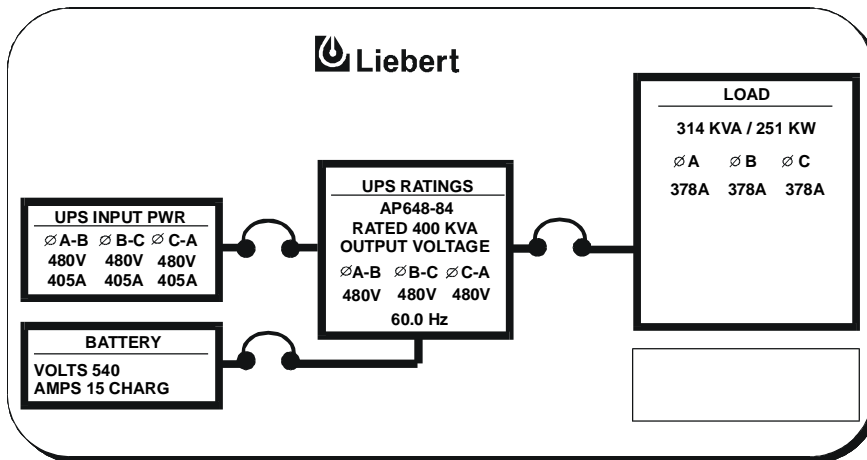 Liebert
UPS INPUT PWR
∅ A-B ∅ B-C ∅ C-A
480V 480V 480V
405A 405A 405A
BATTERY
VOLTS 540
AMPS 15 CHARG
UPS RATINGS
AP648-84
RATED 400 KVA
OUTPUT VOLTAGE
∅A-B ∅B-C ∅C-A
480V 480V 480V
60.0 Hz
LOAD
314 KVA / 251 KW
∅ A ∅ B ∅ C
378A 378A 378A